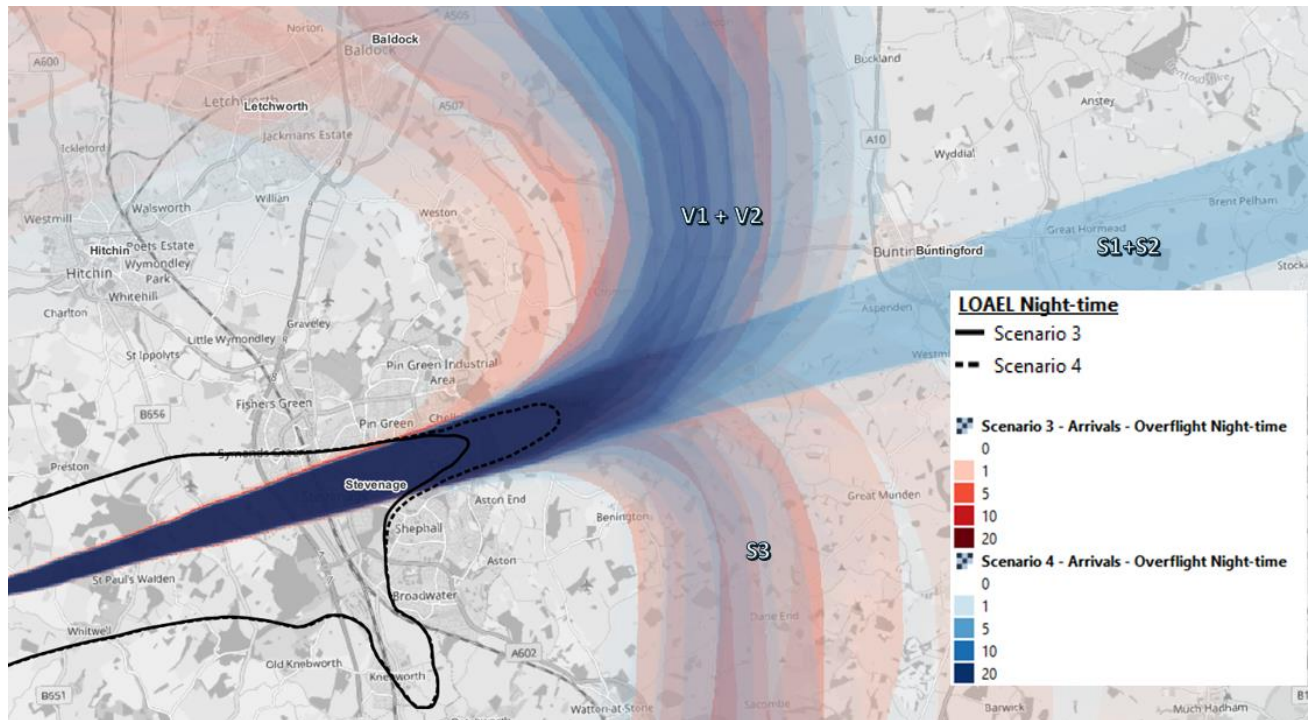 A505
Norton
Baldock
Baldock
A600
Buckland
Letchworth
Letchworth
Anstey
A507
Jackmans Estate
A10
Ickleford
Wyddial
Willian
Weston
Brent Pelham
Westmill
Walsworth
V1 + V2
Great Hormead
Hitchin
Poets Estate
Buntingford
S1+S2
Wymondley
Hitchin
Park
Whitehill
Charlton
Graveley
Aspenden
Little Wymondley
St Ippolyts
Pin Green Industrial
Area
Fishers Green
B656
Pin Green
Symonds Green
Preston
Stevenage
Aston End
Great Munden
Shephall
Benington
S3
St Paul's Walden
Aston
Broadwater
Dane End
Whitwell
A602
Old Knebworth
Knebworth
B651
Watton-at-Stone
Sacombe
Barwick
Much Hadham
LOAEL Night-time
Scenario 3
Scenario 4
Scenario 3 - Arrivals - Overflight Night-time
0
1
5
10
20
Scenario 4 - Arrivals - Overflight Night-time
0
1
5
10
20